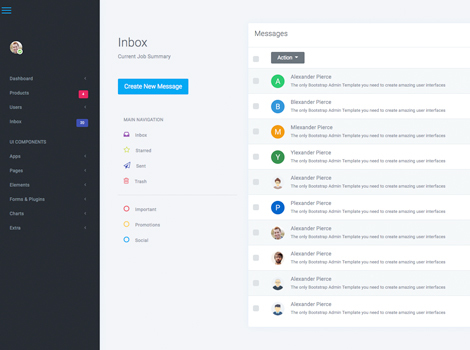 Dashboard
Products
4
Users
Inbox
UI COMPONENTS
Apps
Pages
Elements
Forms & Plugins
Charts
Extra
Inbox
Current Job Summary
Create New Message
MAIN NAVIGATION
Inbox
Starred
Sent
Trash
Important
Promotions
Social
Messages
Action
A
Alexander Pierce
The only Bootstrap Admin Template you need to create amazing user interfaces
B
Blexander Pierce
The only Bootstrap Admin Template you need to create amazing user interfaces
M
Mlexander Pierce
The only Bootstrap Admin Template you need to create amazing user interfaces
Y
Ylexander Pierce
The only Bootstrap Admin Template you need to create amazing user interfaces
Alexander Pierce
The only Bootstrap Admin Template you need to create amazing user interfaces
P
Plexander Pierce
The only Bootstrap Admin Template you need to create amazing user interfaces
Alexander Pierce
The only Bootstrap Admin Template you need to create amazing user interfaces
Alexander Pierce
The only Bootstrap Admin Template you need to create amazing user interfaces
Alexander Pierce
The only Bootstrap Admin Template you need to create amazing user interfaces
Alexander Pierce
The only Bootstrap Admin Template you need to create amazing user interfaces